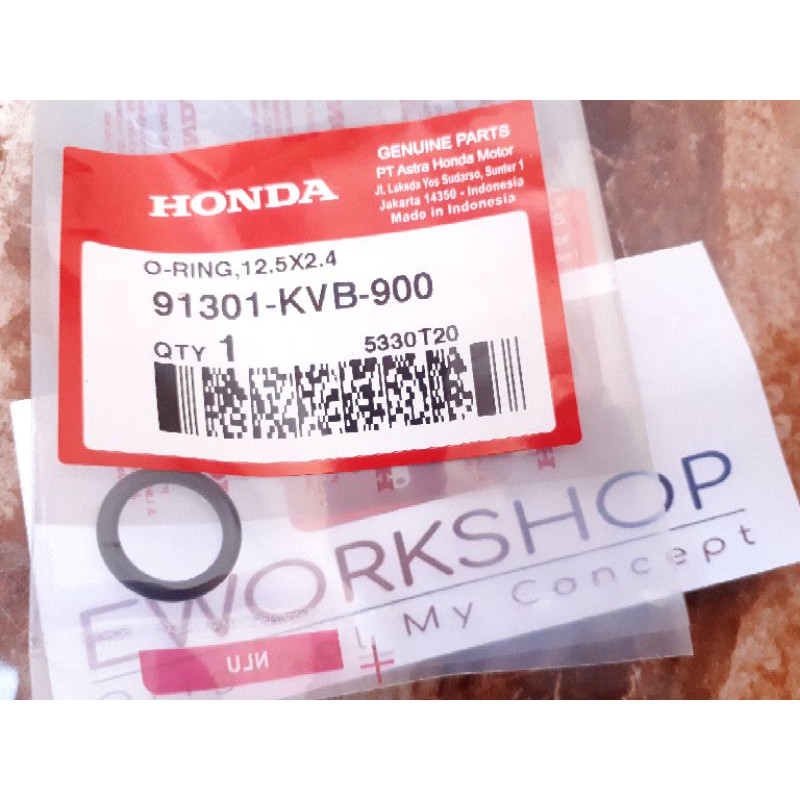 HONDA
GENUINE PARTS
PT Astra Honda Motor
Jl. Laksda Yos Sudarso, Sunter 1
Jakarta 14350 - Indonesia
Made in Indonesia
O-RING,12.5X2.4
91301-KVB-900
QTY 1 5330T20
EWORKSHOP
My Concept
NLU